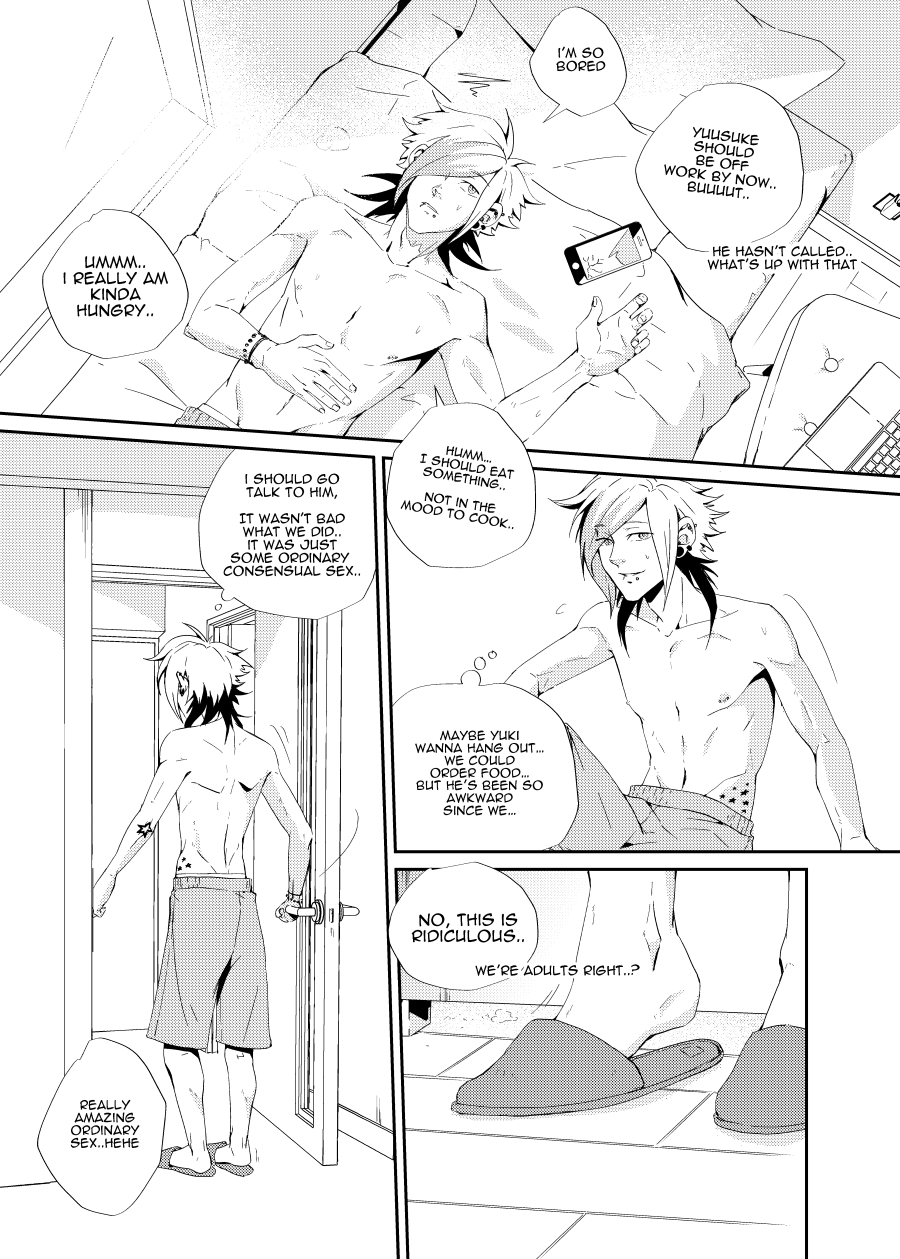 I'M SO
BORED
YUUSUKE
SHOULD
BE OFF
WORK BY NOW..
BUUUUT..
HE HASN'T CALLED..
WHAT'S UP WITH THAT
UMMM..
I REALLY AM
KINDA
HUNGRY..
HUMM...
I SHOULD EAT
SOMETHING..
NOT IN THE
MOOD TO COOK..
MAYBE YUKI
WANNA HANG OUT...
WE COULD
ORDER FOOD...
BUT HE'S BEEN SO
AWKWARD
SINCE WE...
NO, THIS IS
RIDICULOUS..
WE'RE ADULTS RIGHT..?
I SHOULD GO
TALK TO HIM,
IT WASN'T BAD
WHAT WE DID..
IT WAS JUST
SOME ORDINARY
CONSENSUAL SEX..
REALLY
AMAZING
ORDINARY
SEX..HEHE